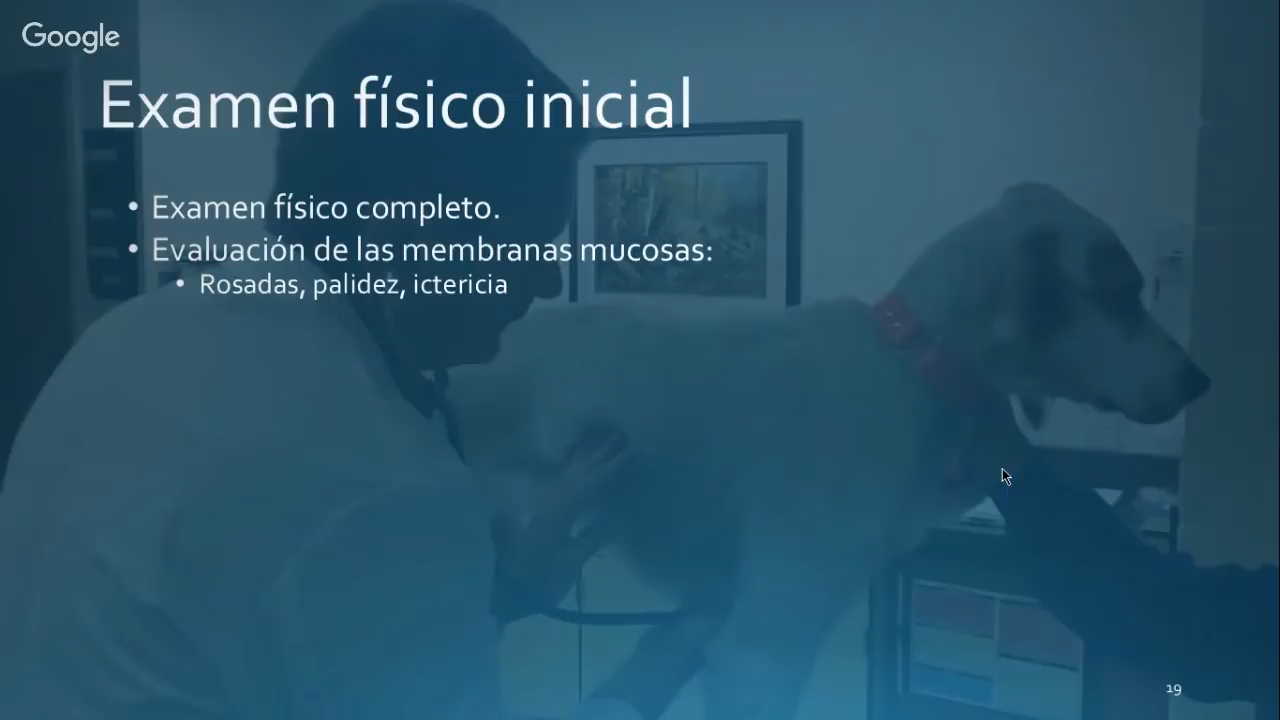 Google
Examen físico inicial
• Examen físico completo.
• Evaluación de las membranas mucosas:
• Rosadas, palidez, ictericia
19